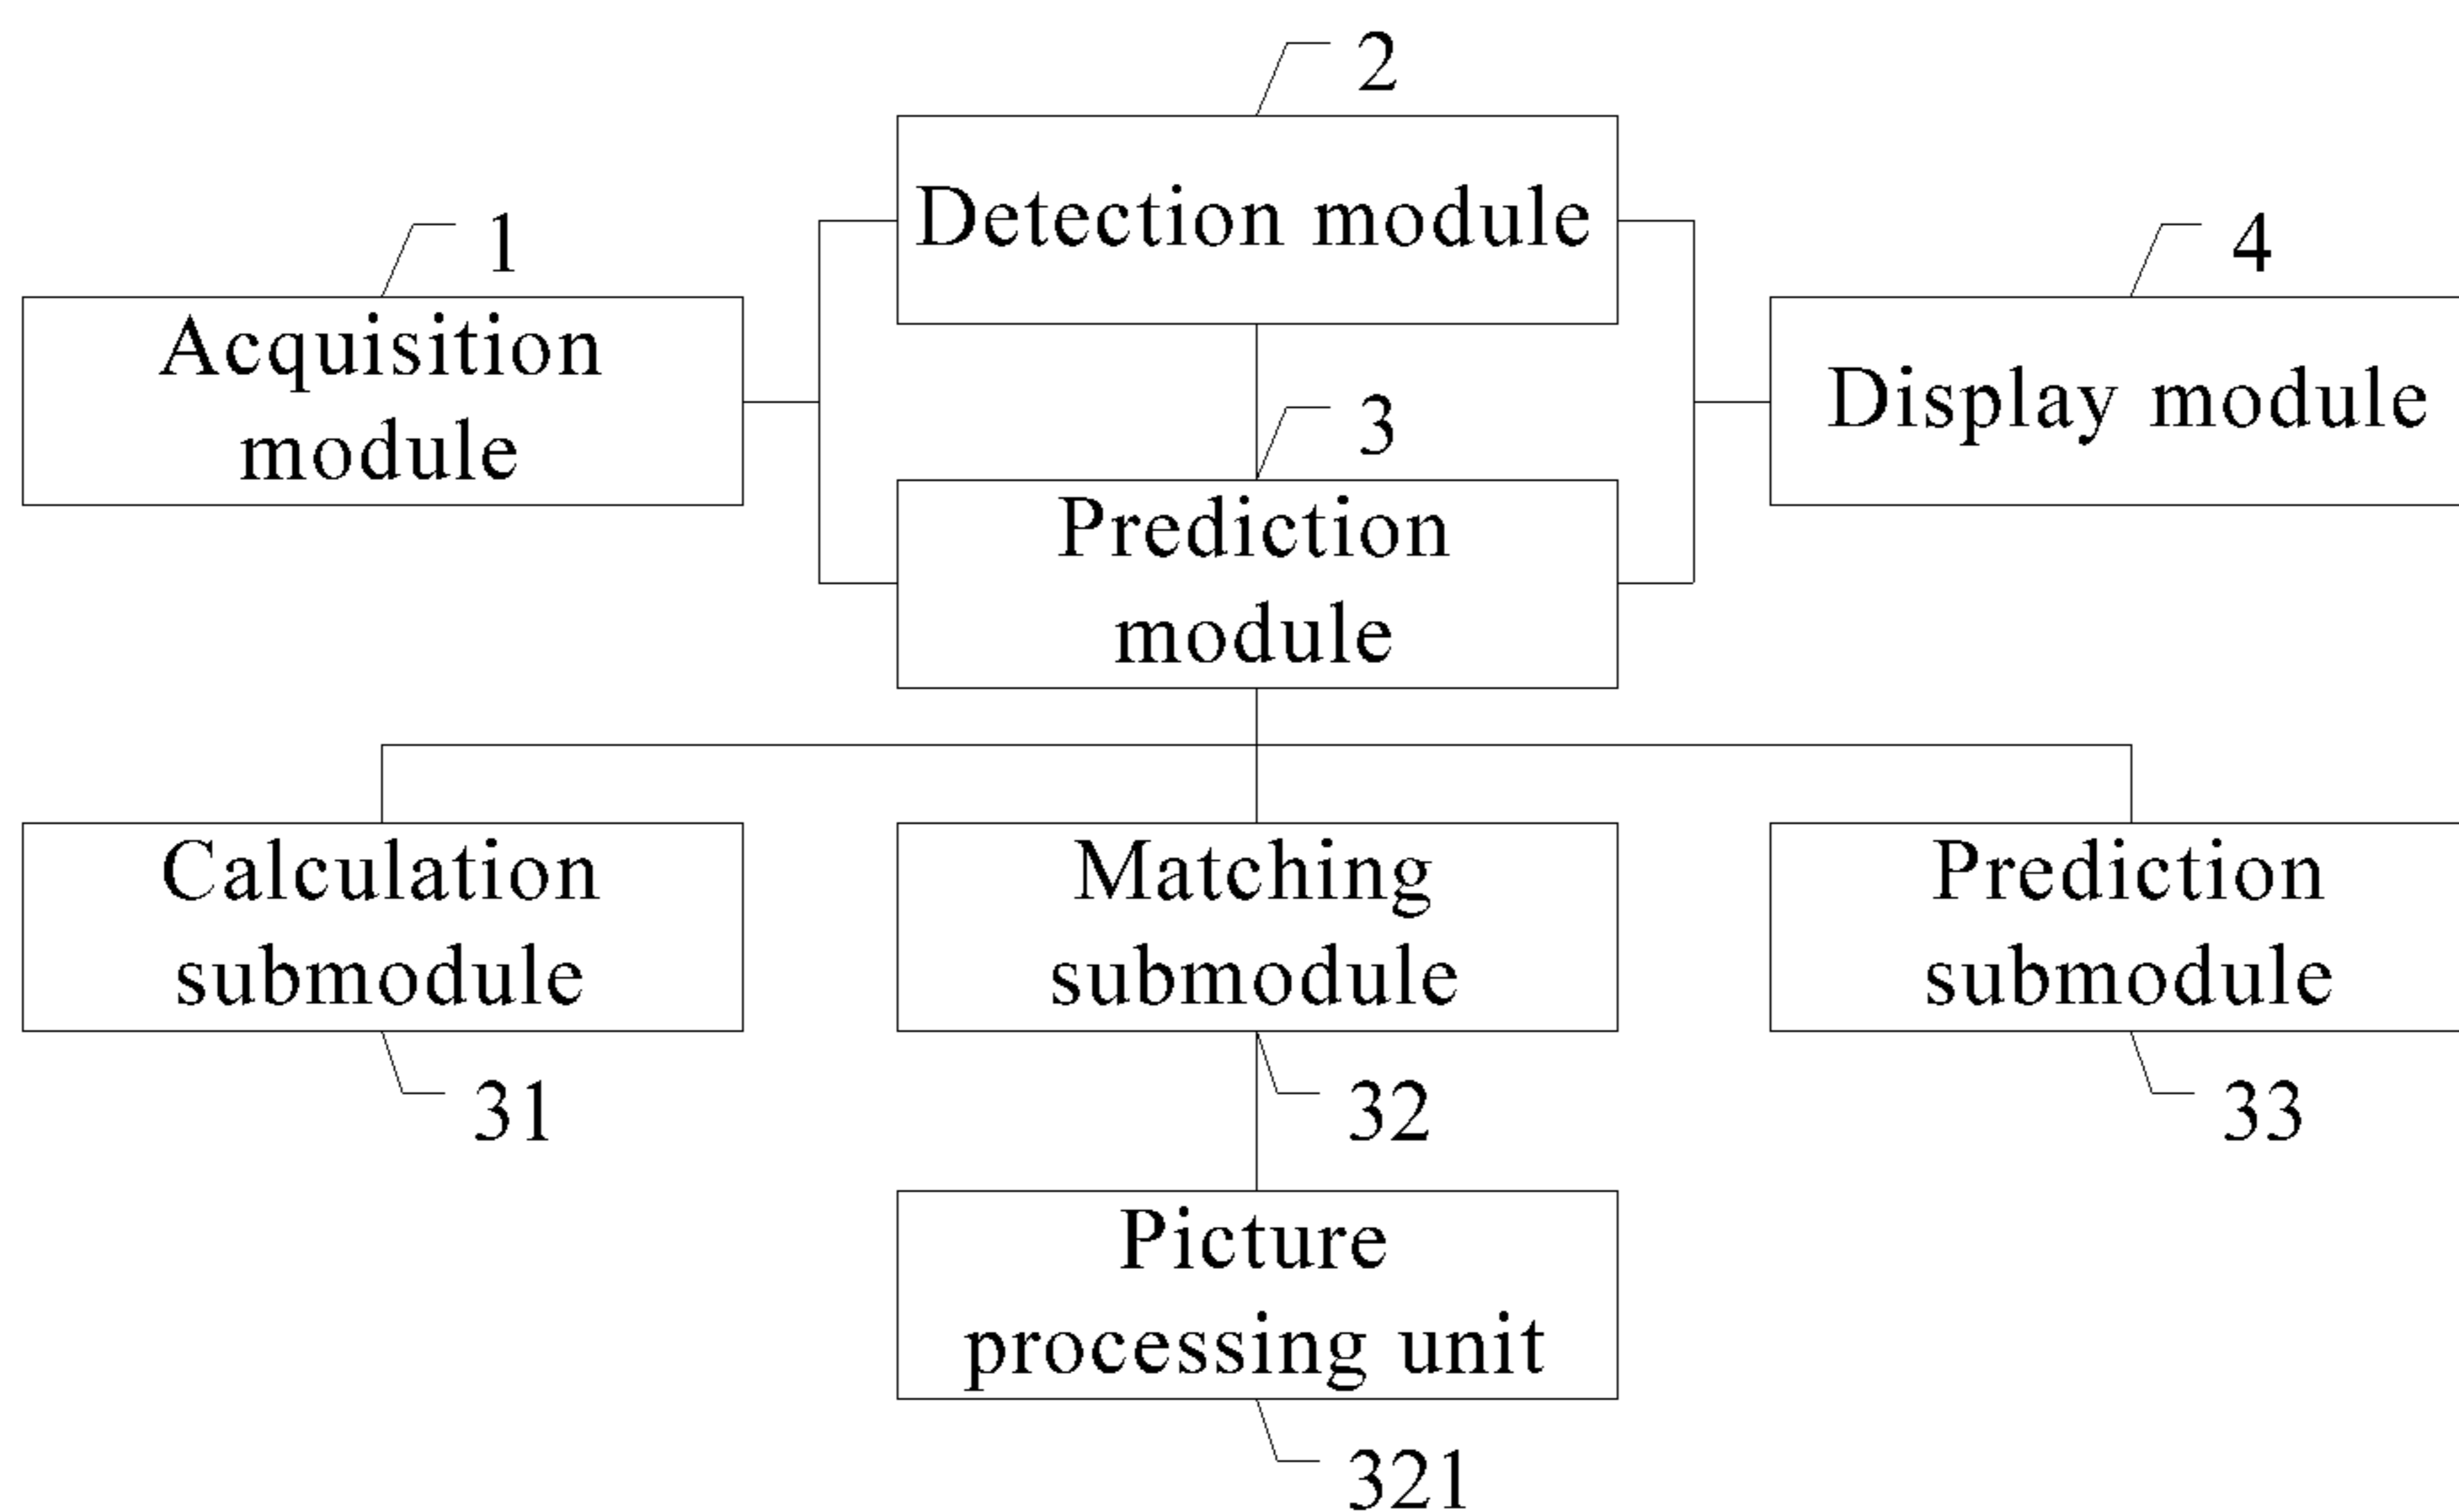 2
Detection module
1
Acquisition
module
4
Display module
3
Prediction
module
Calculation
submodule
31
Matching
submodule
32
Prediction
submodule
33
Picture
processing unit
321